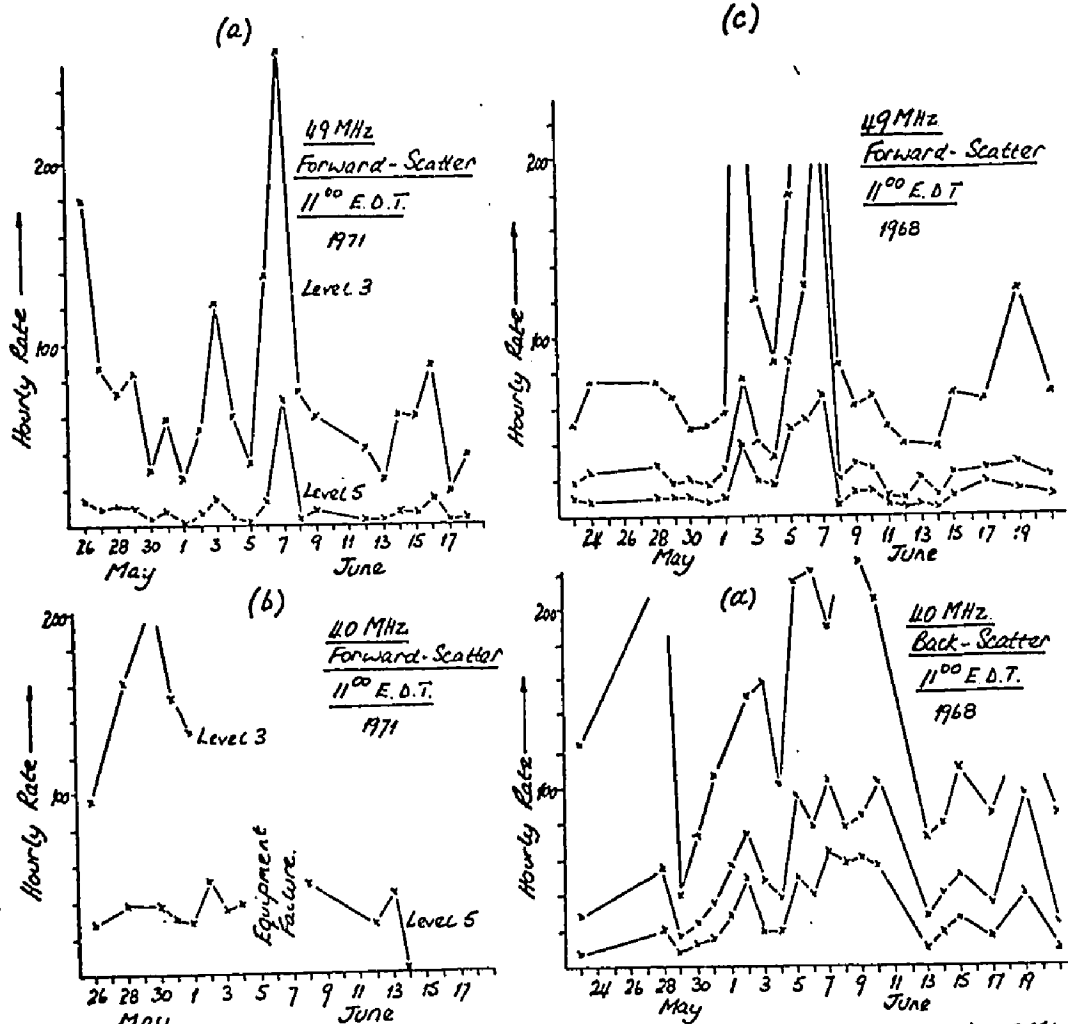 (a)
200
100
Hourly Rate
49 MHz
Forward-Scatter
11⁰⁰ E.D.T.
1971
Level 3
Level 5
26 28 30 1 3 5 7 9 11 13 15 17
May June
(c)
200
100
Hourly Rate
49 MHz
Forward-Scatter
11⁰⁰ E.D.T
1968
24 26 28 30 1 3 5 7 9 11 13 15 17 19
May June
(b)
200
100
Hourly Rate
40 MHz
Forward-Scatter
11⁰⁰ E.D.T.
1971
Level 3
Equipment
Failure.
Level 5
26 28 30 1 3 5 7 9 11 13 15 17
May June
(d)
200
100
Hourly Rate
40 MHz.
Back-Scatter
11⁰⁰ E.D.T.
1968
24 26 28 30 1 3 5 7 9 11 13 15 17 19
May June